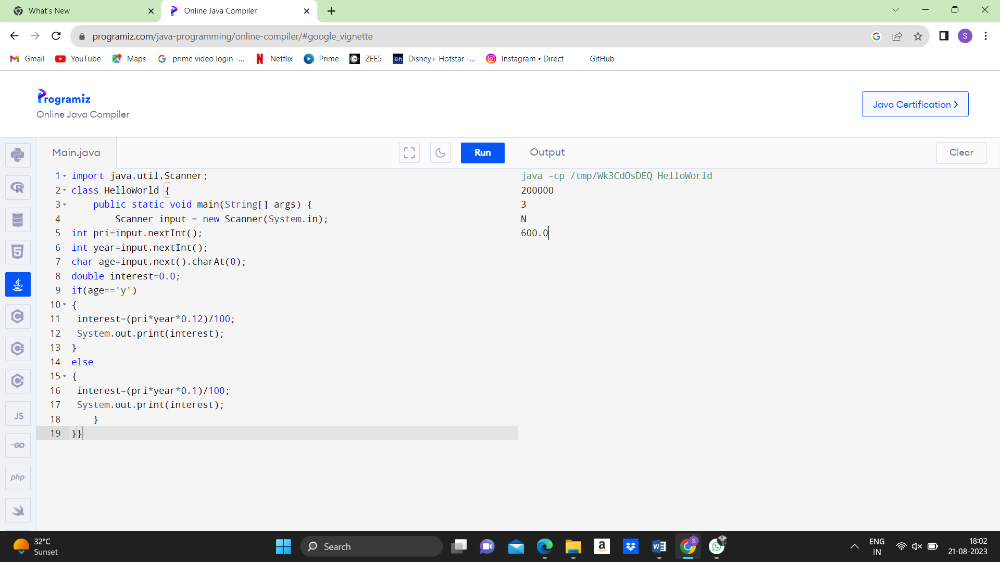 What's New
Online Java Compiler
programiz.com/java-programming/online-compiler/#google_vignette
S
Gmail
YouTube
Maps
prime video login -...
Netflix
Prime
ZEE5
Disney+ Hotstar -...
Instagram • Direct
GitHub
Programiz
Online Java Compiler
Java Certification ❯
Main.java
Run
Output
Clear
1 import java.util.Scanner;
2 class HelloWorld {
3     public static void main(String[] args) {
4         Scanner input = new Scanner(System.in);
5 int pri=input.nextInt();
6 int year=input.nextInt();
7 char age=input.next().charAt(0);
8 double interest=0.0;
9 if(age=='y')
10 {
11  interest=(pri*year*0.12)/100;
12  System.out.print(interest);
13 }
14 else
15 {
16  interest=(pri*year*0.1)/100;
17  System.out.print(interest);
18     }
19 }}
java -cp /tmp/Wk3CdOsDEQ HelloWorld
200000
3
N
600.0
JS
GO
php
32°C
Sunset
Search
ENG
IN
18:02
21-08-2023